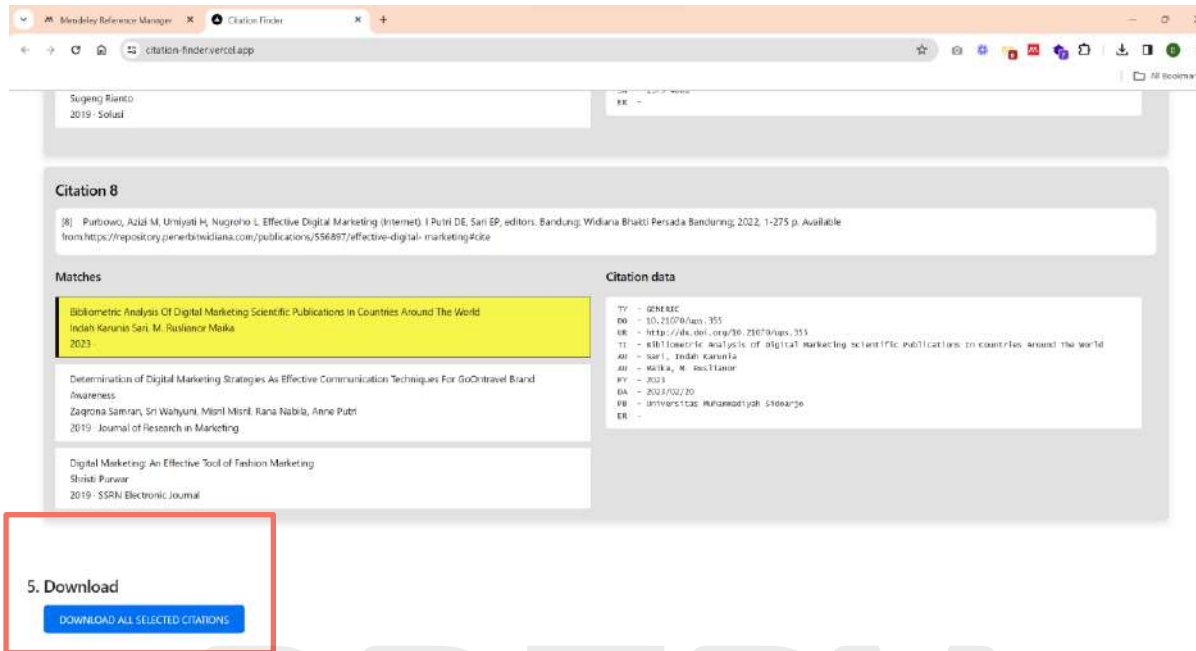 Mendeley Reference Manager
Citation Finder
citation-finder.vercel.app
All Bookmar
Sugeng Rianto
2019 · Solusi
ER -
Citation 8
[8] Purbowo, Azizi M, Umiyati H, Nugroho L. Effective Digital Marketing (Internet). I Putri DE, Sari EP, editors. Bandung: Widiana Bhakti Persada Bandunng; 2022, 1-275 p. Available
from:https://repository.penerbitwidiana.com/publications/556897/effective-digital- marketing#cite
Matches
Citation data
Bibliometric Analysis Of Digital Marketing Scientific Publications In Countries Around The World
Indah Karunia Sari, M. Ruslianor Maika
2023 ·
Determination of Digital Marketing Strategies As Effective Communication Techniques For GoOntravel Brand
Awareness
Zaqrona Samran, Sri Wahyuni, Misril Misril, Rana Nabila, Anne Putri
2019 · Journal of Research in Marketing
Digital Marketing: An Effective Tool of Fashion Marketing
Shristi Purwar
2019 · SSRN Electronic Journal
TY - GENERIC
DO - 10.21070/ups.355
UR - http://dx.doi.org/10.21070/ups.355
TI - Bibliometric Analysis Of Digital Marketing Scientific Publications In Countries Around The World
AU - Sari, Indah Karunia
AU - Maika, M. Ruslianor
PY - 2023
DA - 2023/02/20
PB - Universitas Muhammadiyah Sidoarjo
ER -
5. Download
DOWNLOAD ALL SELECTED CITATIONS